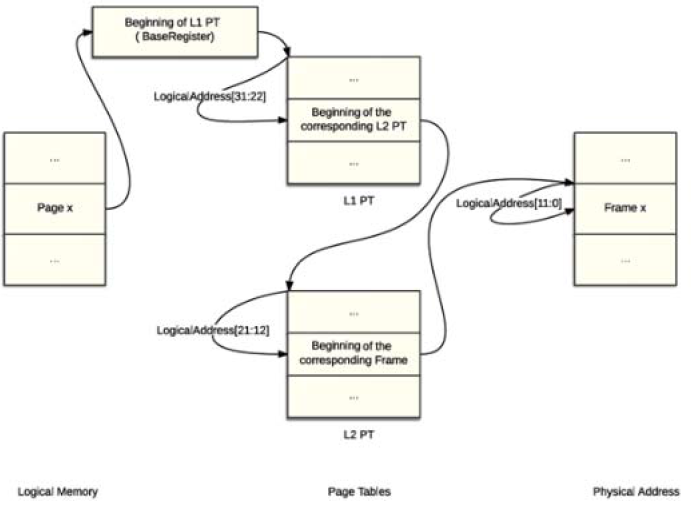 Beginning of L1 PT
( BaseRegister)
LogicalAddress[31:22]
...
Beginning of the
corresponding L2 PT
...
L1 PT
...
Page x
...
...
LogicalAddress[11:0]
Frame x
...
LogicalAddress[21:12]
...
Beginning of the
corresponding Frame
...
L2 PT
Logical Memory
Page Tables
Physical Address